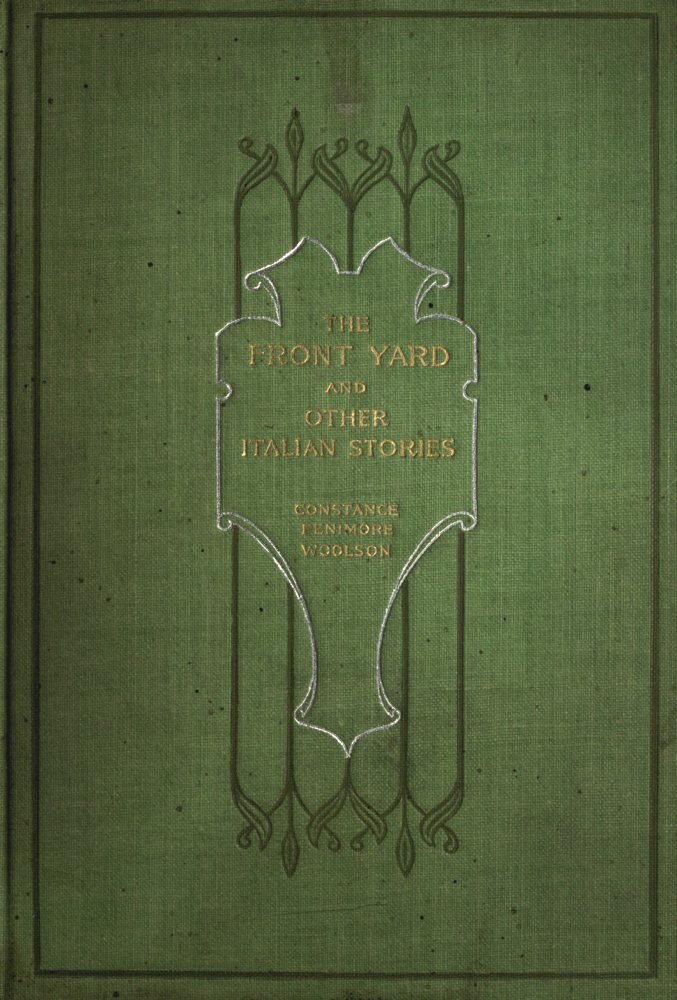 THE
FRONT YARD
AND
OTHER
ITALIAN STORIES
CONSTANCE
FENIMORE
WOOLSON